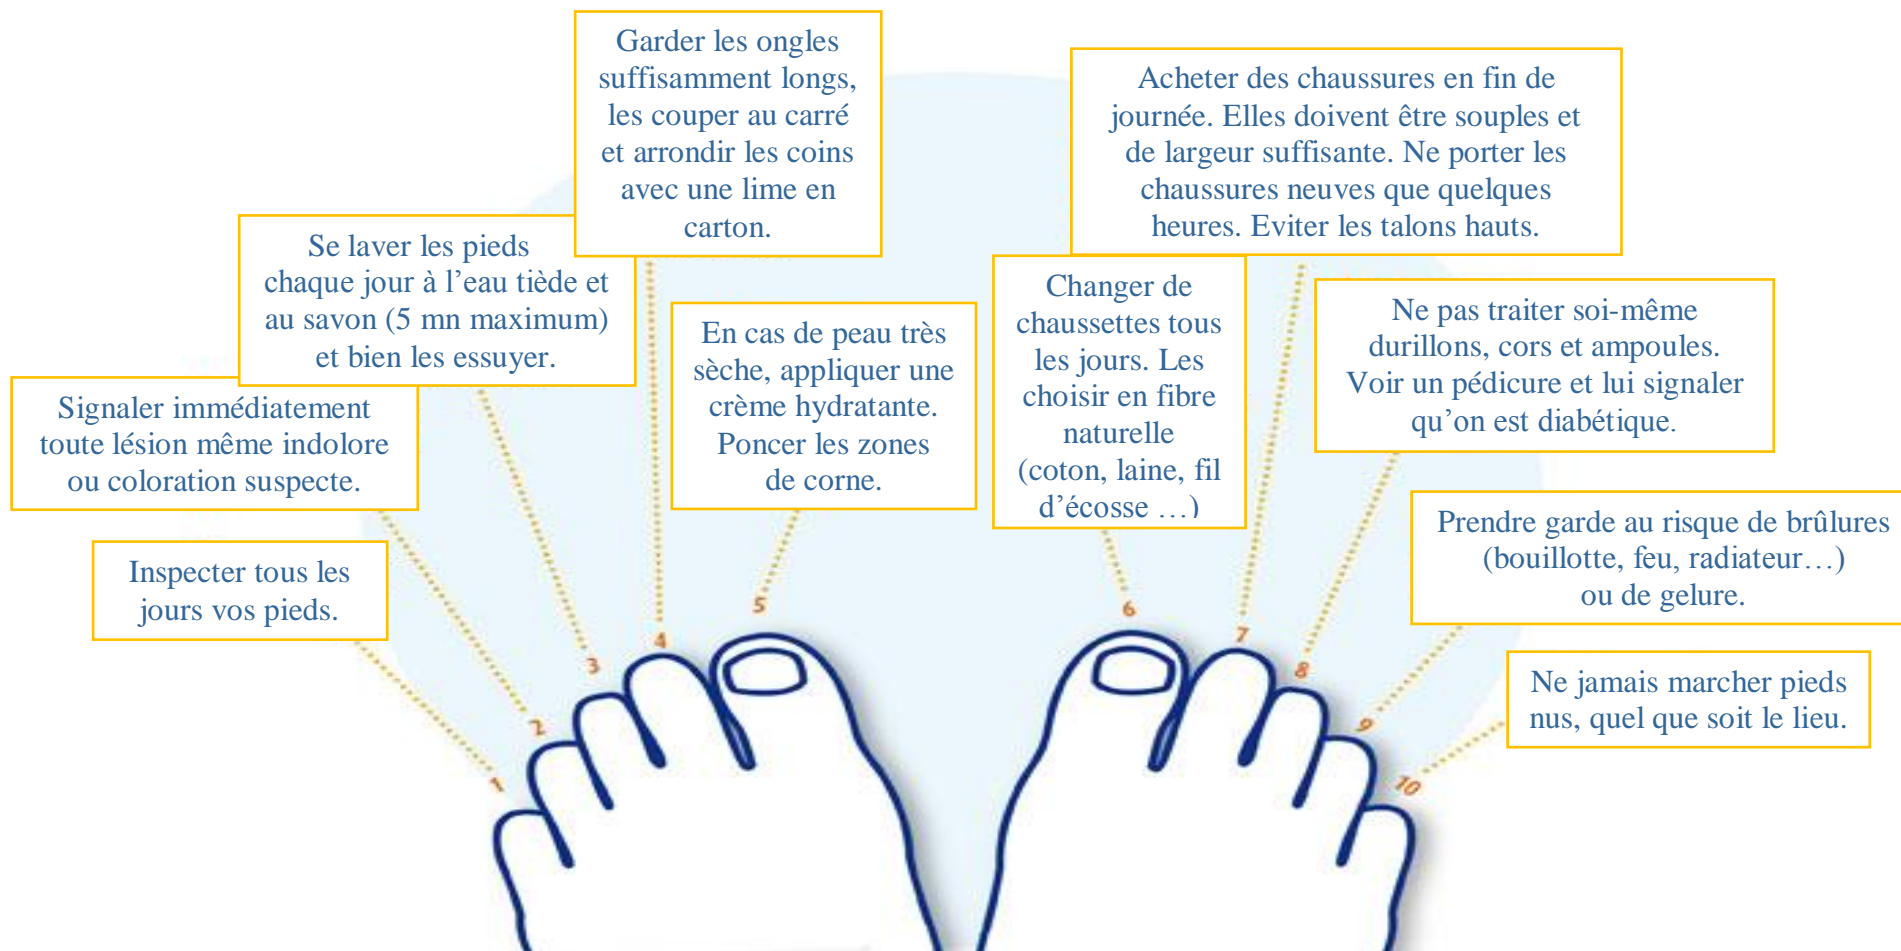 Inspecter tous les
jours vos pieds.
1
Signaler immédiatement
toute lésion même indolore
ou coloration suspecte.
2
Se laver les pieds
chaque jour à l’eau tiède et
au savon (5 mn maximum)
et bien les essuyer.
3
Garder les ongles
suffisamment longs,
les couper au carré
et arrondir les coins
avec une lime en
carton.
4
En cas de peau très
sèche, appliquer une
crème hydratante.
Poncer les zones
de corne.
5
Changer de
chaussettes tous
les jours. Les
choisir en fibre
naturelle
(coton, laine, fil
d’écosse …)
6
Acheter des chaussures en fin de
journée. Elles doivent être souples et
de largeur suffisante. Ne porter les
chaussures neuves que quelques
heures. Eviter les talons hauts.
7
Ne pas traiter soi-même
durillons, cors et ampoules.
Voir un pédicure et lui signaler
qu’on est diabétique.
8
Prendre garde au risque de brûlures
(bouillotte, feu, radiateur…)
ou de gelure.
9
Ne jamais marcher pieds
nus, quel que soit le lieu.
10